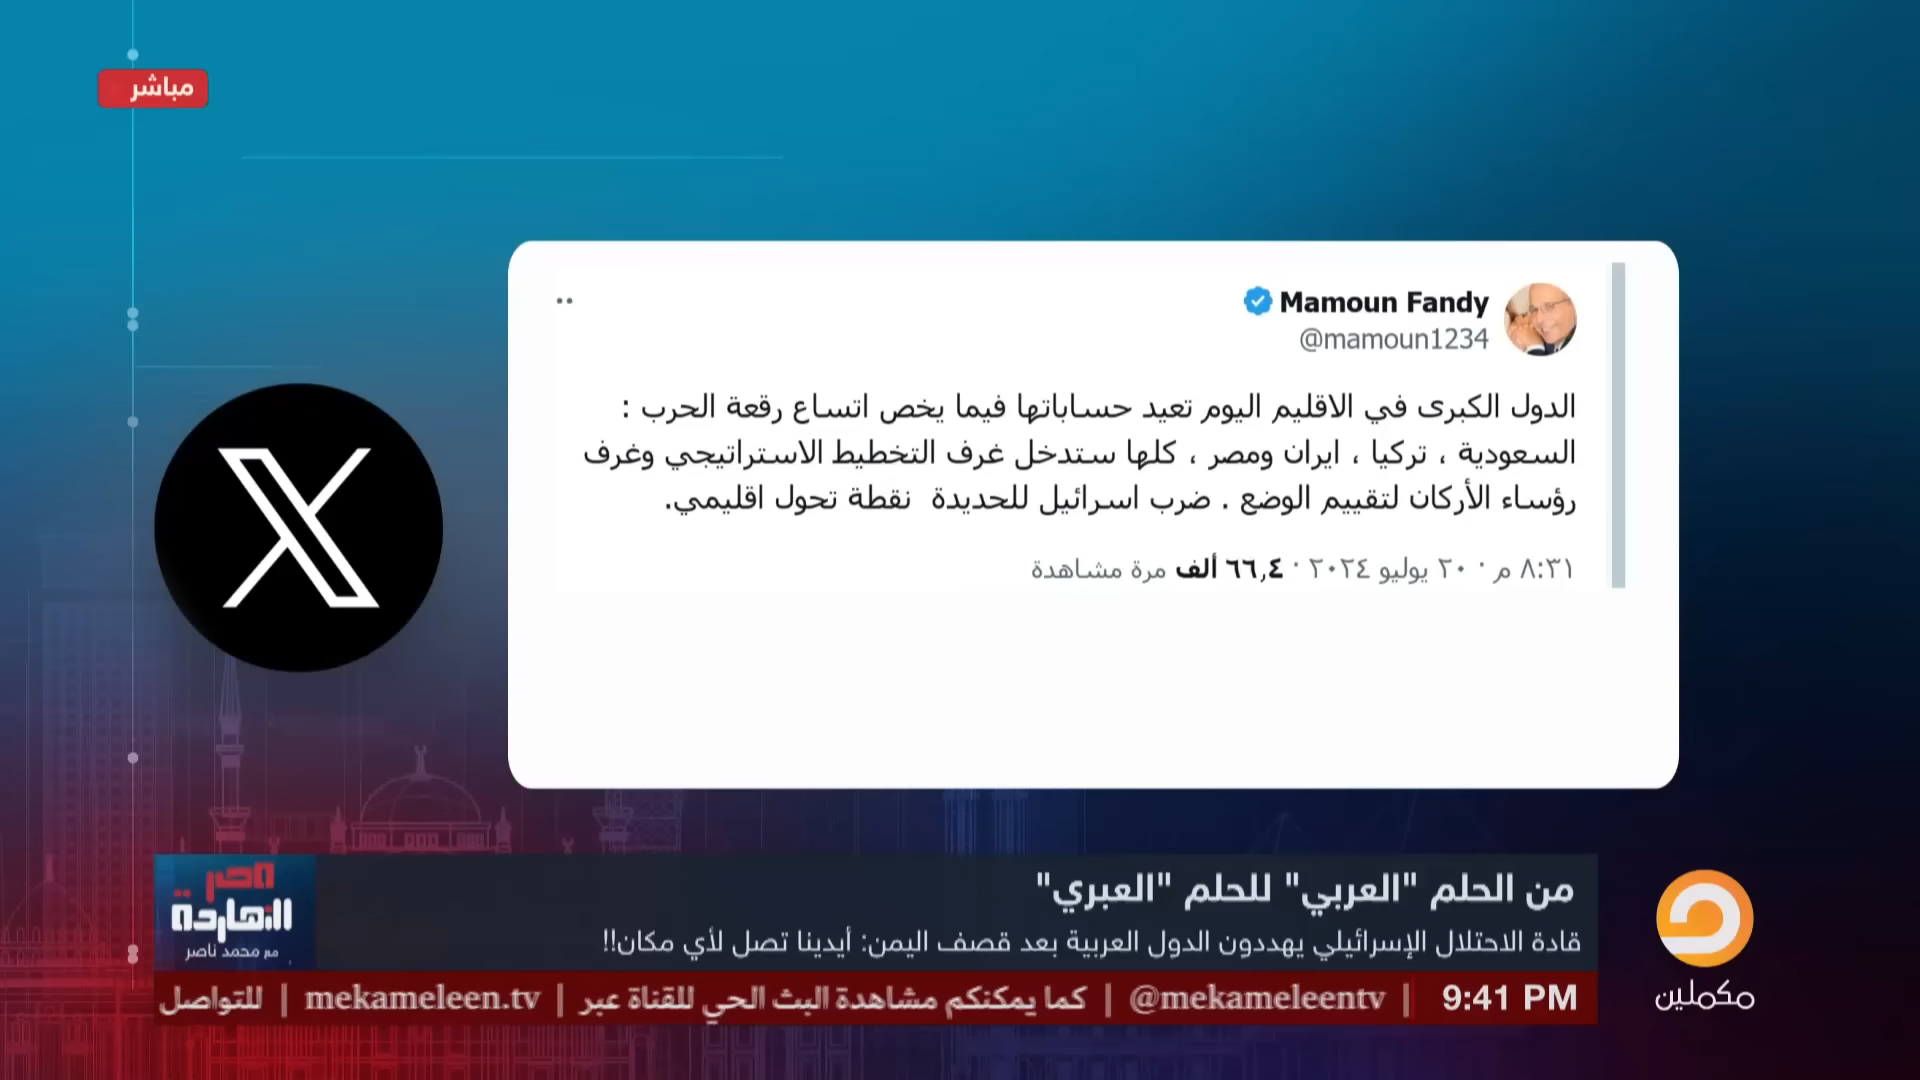 مباشر
Mamoun Fandy
@mamoun1234
الدول الكبرى في الاقليم اليوم تعيد حساباتها فيما يخص اتساع رقعة الحرب :
السعودية ، تركيا ، ايران ومصر ، كلها ستدخل غرف التخطيط الاستراتيجي وغرف
رؤساء الأركان لتقييم الوضع . ضرب اسرائيل للحديدة نقطة تحول اقليمي.
٨:٣١ م · ٢٠ يوليو ٢٠٢٤ · ٦٦,٤ ألف مرة مشاهدة
من الحلم "العربي" للحلم "العبري"
قادة الاحتلال الإسرائيلي يهددون الدول العربية بعد قصف اليمن: أيدينا تصل لأي مكان!!
مصر
النهاردة
مع محمد ناصر
9:41 PM | @mekameleentv | كما يمكنكم مشاهدة البث الحي للقناة عبر | mekameleen.tv | للتواصل
مكملين